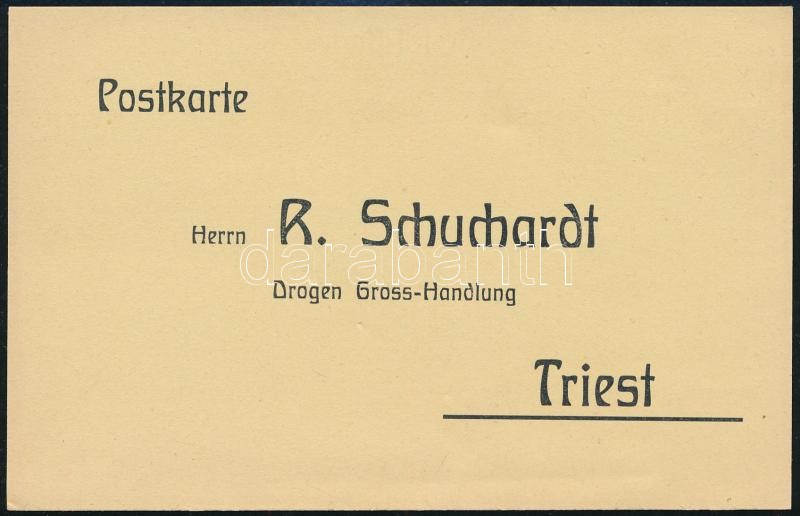 Postkarte
Herrn R. Schuchardt
darabanth
Drogen Gross-Handlung
Triest